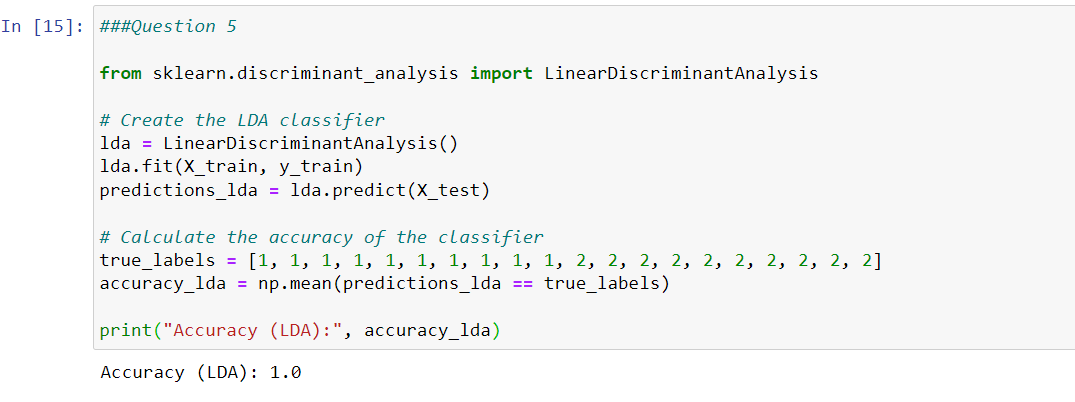 In [15]: ###Question 5
from sklearn.discriminant_analysis import LinearDiscriminantAnalysis
# Create the LDA classifier
lda = LinearDiscriminantAnalysis()
lda.fit(X_train, y_train)
predictions_lda = lda.predict(X_test)
# Calculate the accuracy of the classifier
true_labels = [1, 1, 1, 1, 1, 1, 1, 1, 1, 1, 2, 2, 2, 2, 2, 2, 2, 2, 2, 2]
accuracy_lda = np.mean(predictions_lda == true_labels)
print("Accuracy (LDA):", accuracy_lda)
Accuracy (LDA): 1.0